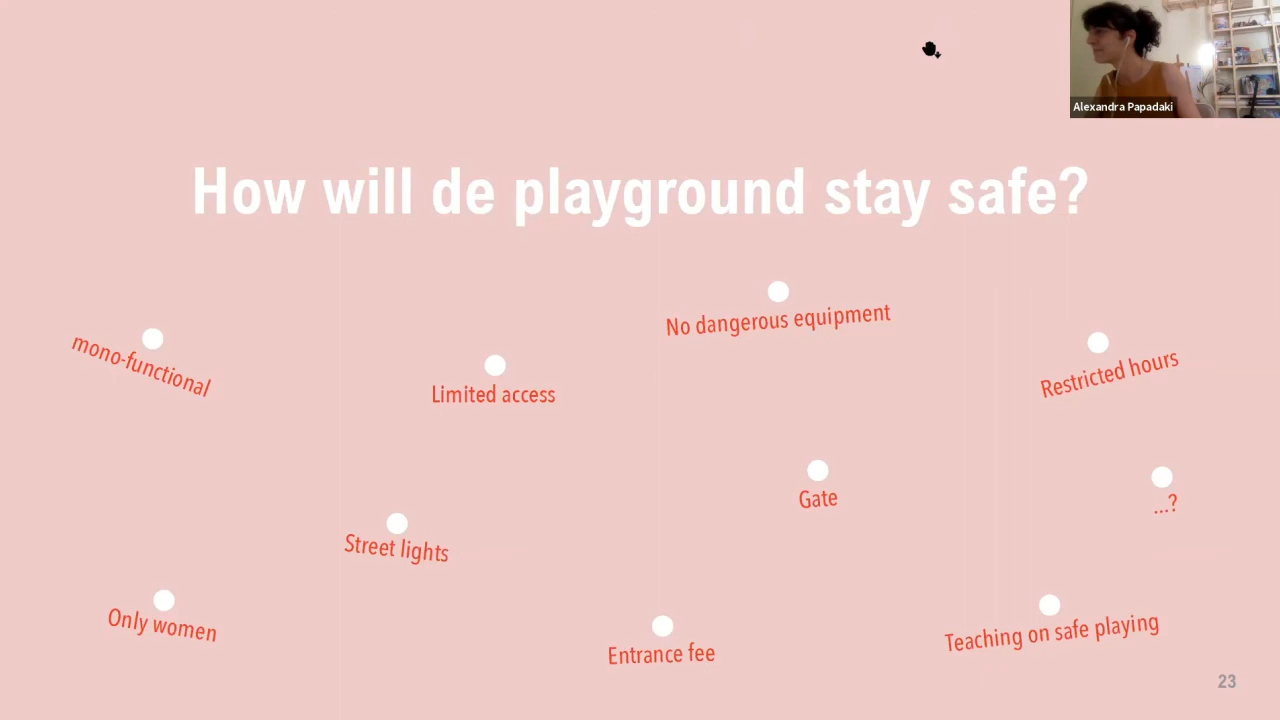 Alexandra Papadaki
How will de playground stay safe?
No dangerous equipment
mono-functional
Limited access
Restricted hours
Gate
...?
Street lights
Only women
Entrance fee
Teaching on safe playing
23